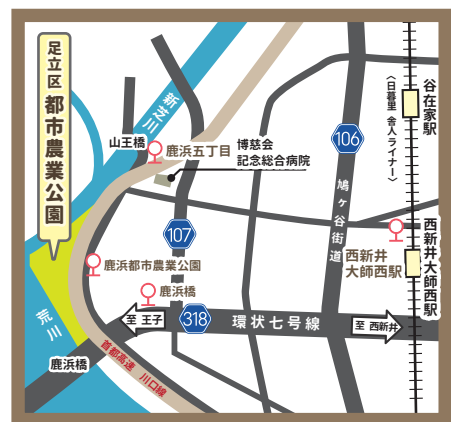 足立区 都市農業公園
新芝川
山王橋
鹿浜五丁目
博慈会
記念総合病院
106
鳩ヶ谷街道
〈日暮里 舎人ライナー〉
谷在家駅
107
西新井
大師西駅
西新井大師西駅
鹿浜都市農業公園
鹿浜橋
至 王子
318
環状七号線
至 西新井
荒川
鹿浜橋
首都高速 川口線